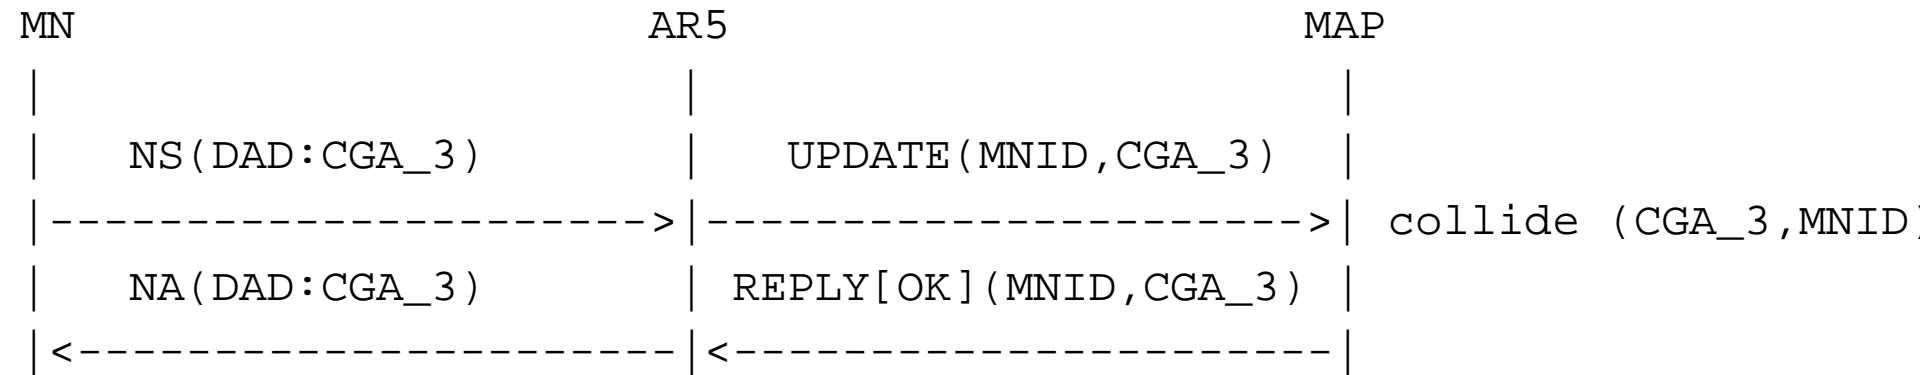 MN AR5 MAP
| | |
| NS(DAD:CGA_3) | UPDATE(MNID,CGA_3) |
|---------------------->|---------------------->| collide (CGA_3,MNID)
| NA(DAD:CGA_3) | REPLY[OK](MNID,CGA_3) |
|<----------------------|<----------------------|